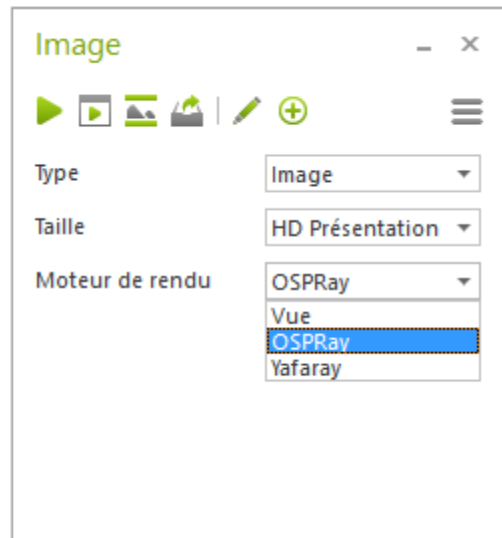 Image
Type Image
Taille HD Présentation
Moteur de rendu OSPRay
Vue
OSPRay
Yafaray